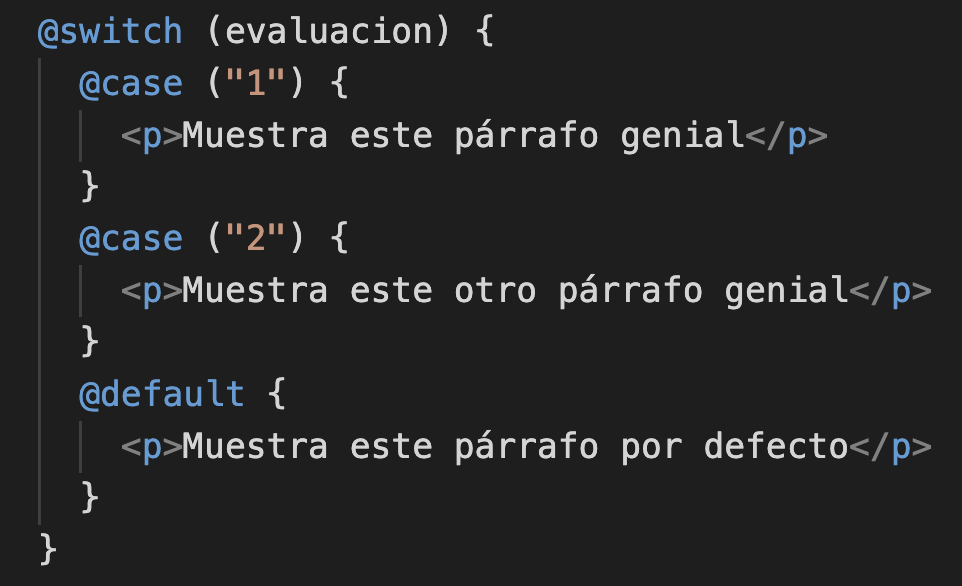 @switch (evaluacion) {
@case ("1") {
<p>Muestra este párrafo genial</p>
}
@case ("2") {
<p>Muestra este otro párrafo genial</p>
}
@default {
<p>Muestra este párrafo por defecto</p>
}
}